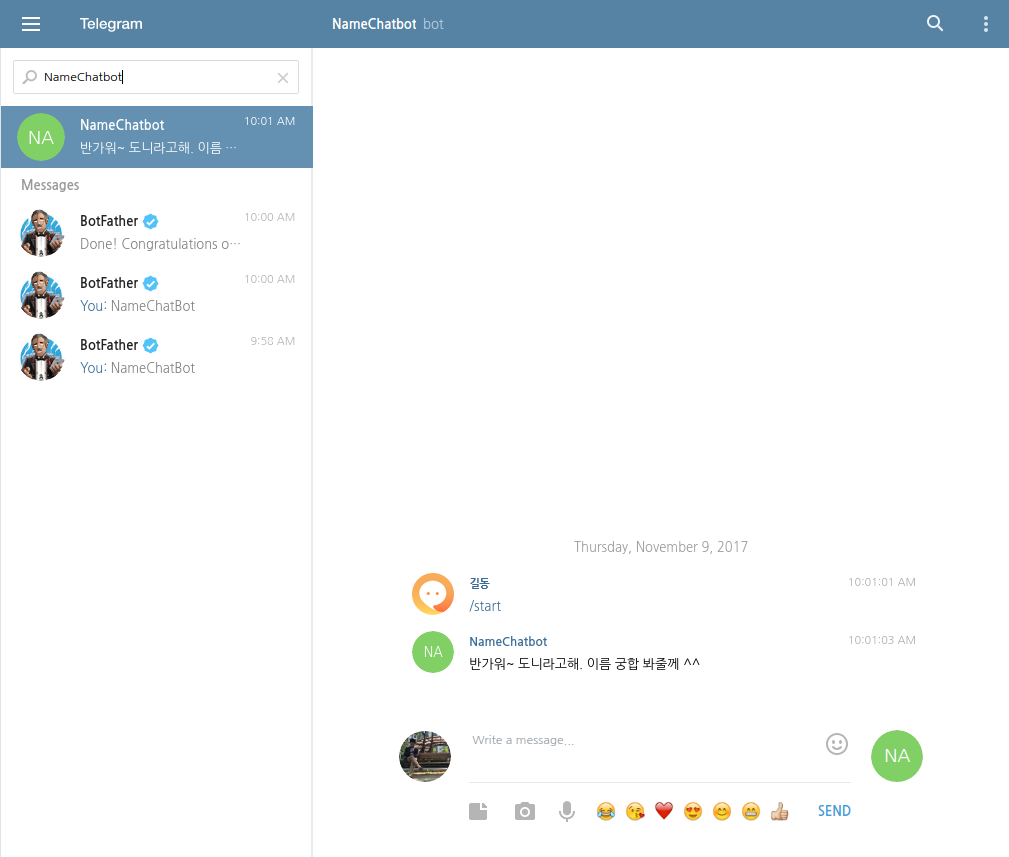 Telegram
NameChatbot bot
NameChatbot
NA
NameChatbot 10:01 AM
반가워~ 도니라고해. 이름 …
Messages
BotFather 10:00 AM
Done! Congratulations o…
BotFather 10:00 AM
You: NameChatBot
BotFather 9:58 AM
You: NameChatBot
Thursday, November 9, 2017
길동 10:01:01 AM
/start
NA
NameChatbot 10:01:03 AM
반가워~ 도니라고해. 이름 궁합 봐줄께 ^^
Write a message...
NA
SEND